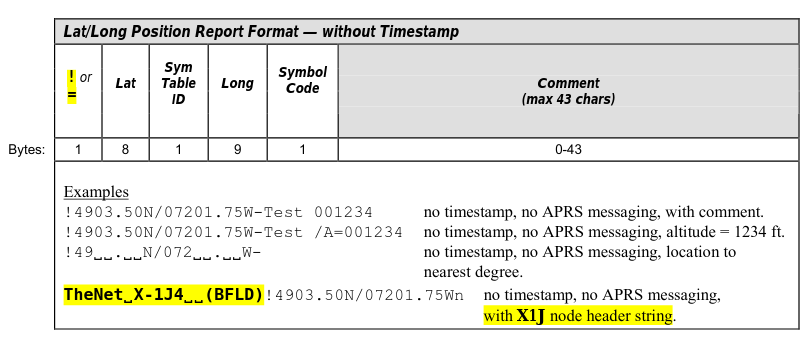 Lat/Long Position Report Format — without Timestamp
! or
=
Lat
Sym
Table
ID
Long
Symbol
Code
Comment
(max 43 chars)
Bytes: 1 8 1 9 1 0-43
Examples
!4903.50N/07201.75W-Test 001234 no timestamp, no APRS messaging, with comment.
!4903.50N/07201.75W-Test /A=001234 no timestamp, no APRS messaging, altitude = 1234 ft.
!49␣␣.␣␣N/072␣␣.␣␣W- no timestamp, no APRS messaging, location to
nearest degree.
TheNet␣X-1J4␣␣(BFLD)!4903.50N/07201.75Wn no timestamp, no APRS messaging,
with X1J node header string.